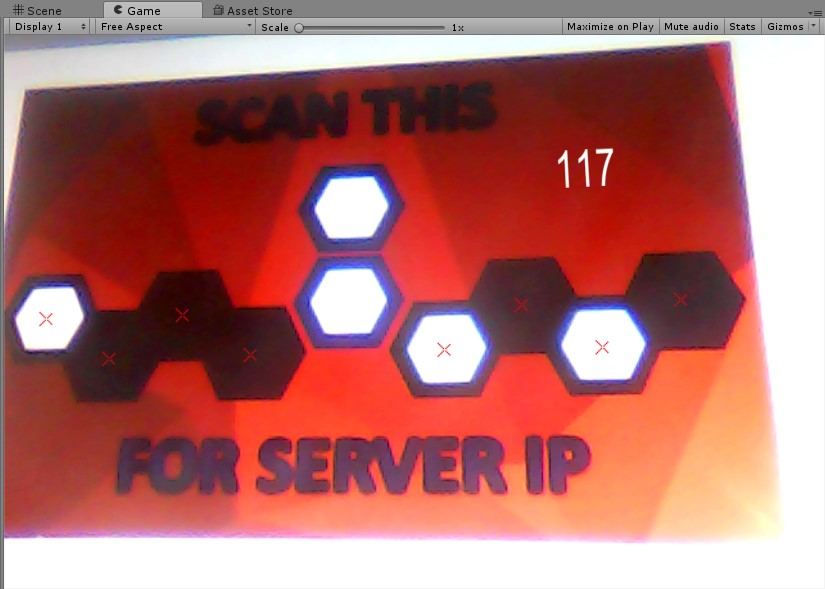 Scene
Game
Asset Store
Display 1
Free Aspect
Scale
1x
Maximize on Play
Mute audio
Stats
Gizmos
SCAN THIS
117
FOR SERVER IP